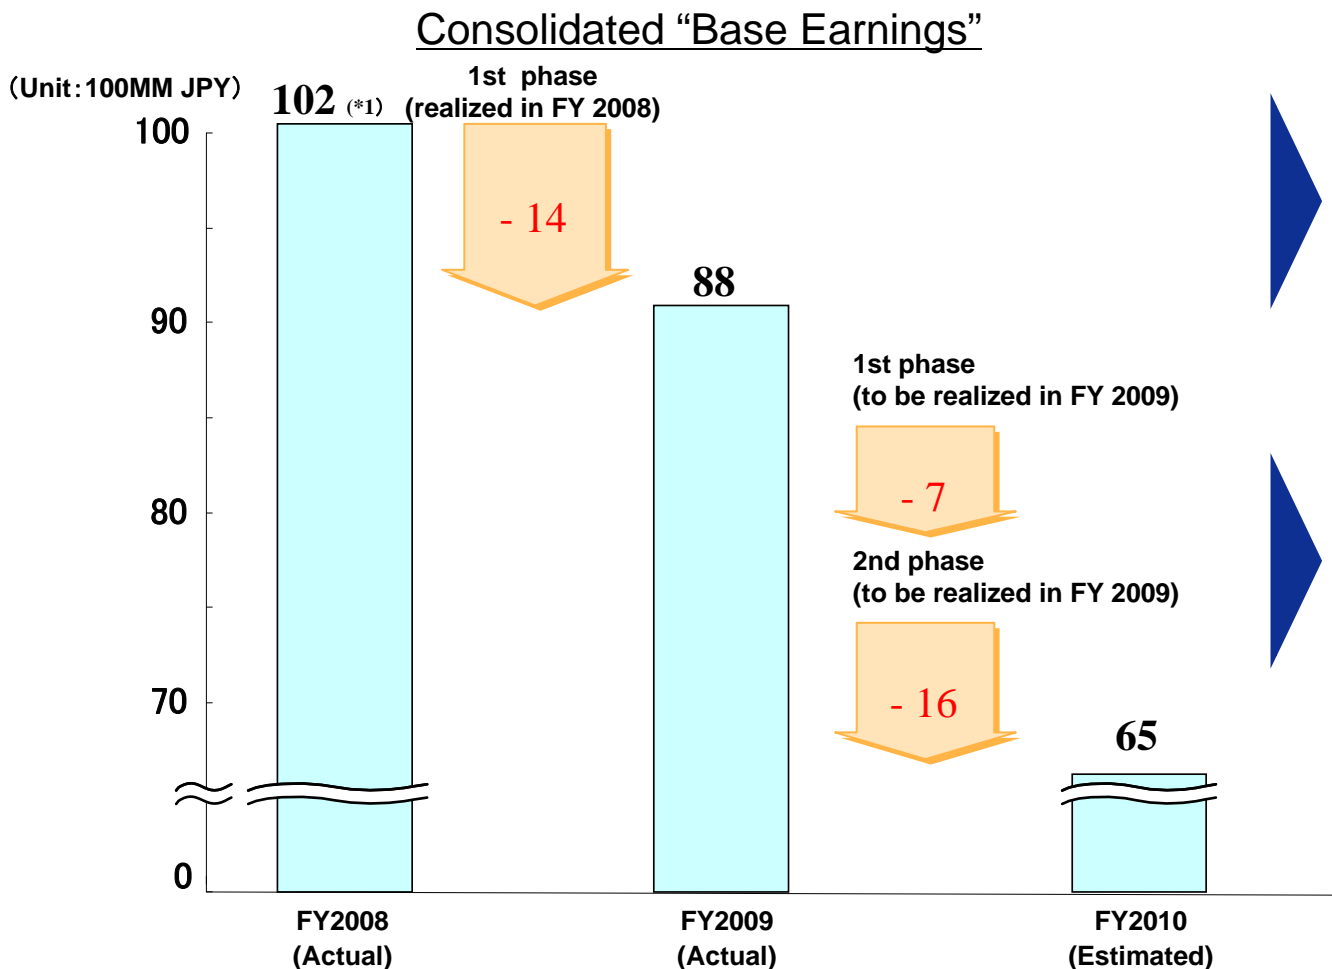 Consolidated “Base Earnings”
（Unit：100MM JPY）
102 (*1)
1st phase
(realized in FY 2008)
100
- 14
88
90
1st phase
(to be realized in FY 2009)
- 7
80
2nd phase
(to be realized in FY 2009)
- 16
70
65
0
FY2008
(Actual)
FY2009
(Actual)
FY2010
(Estimated)